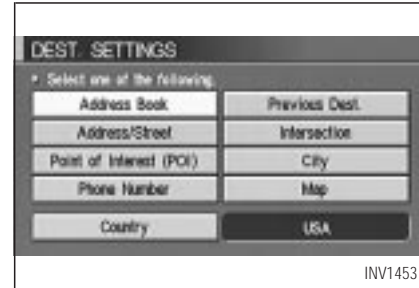 DEST. SETTINGS
• Select one of the following.
Address Book
Previous Dest.
Address/Street
Intersection
Point of Interest (POI)
City
Phone Number
Map
Country
USA
INV1453